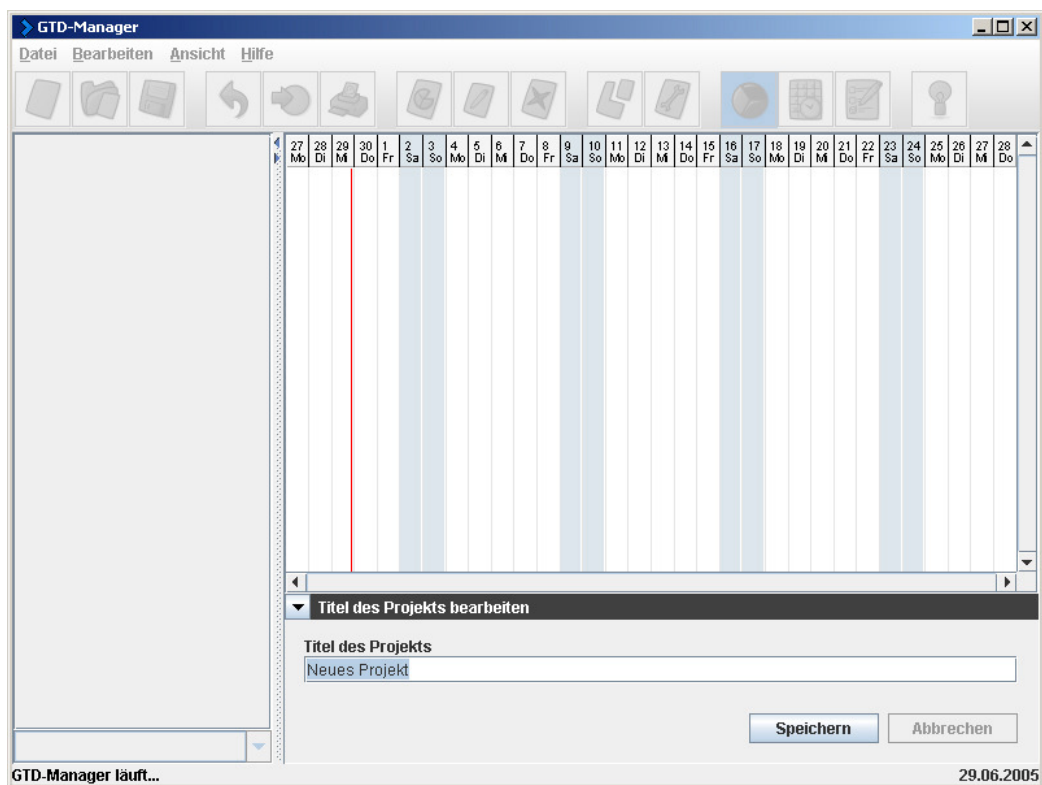 GTD-Manager
Datei Bearbeiten Ansicht Hilfe
27 28 29 30 1 2 3 4 5 6 7 8 9 10 11 12 13 14 15 16 17 18 19 20 21 22 23 24 25 26 27 28
Mo Di Mi Do Fr Sa So Mo Di Mi Do Fr Sa So Mo Di Mi Do Fr Sa So Mo Di Mi Do Fr Sa So Mo Di Mi Do
Titel des Projekts bearbeiten
Titel des Projekts
Neues Projekt
Speichern Abbrechen
GTD-Manager läuft... 29.06.2005